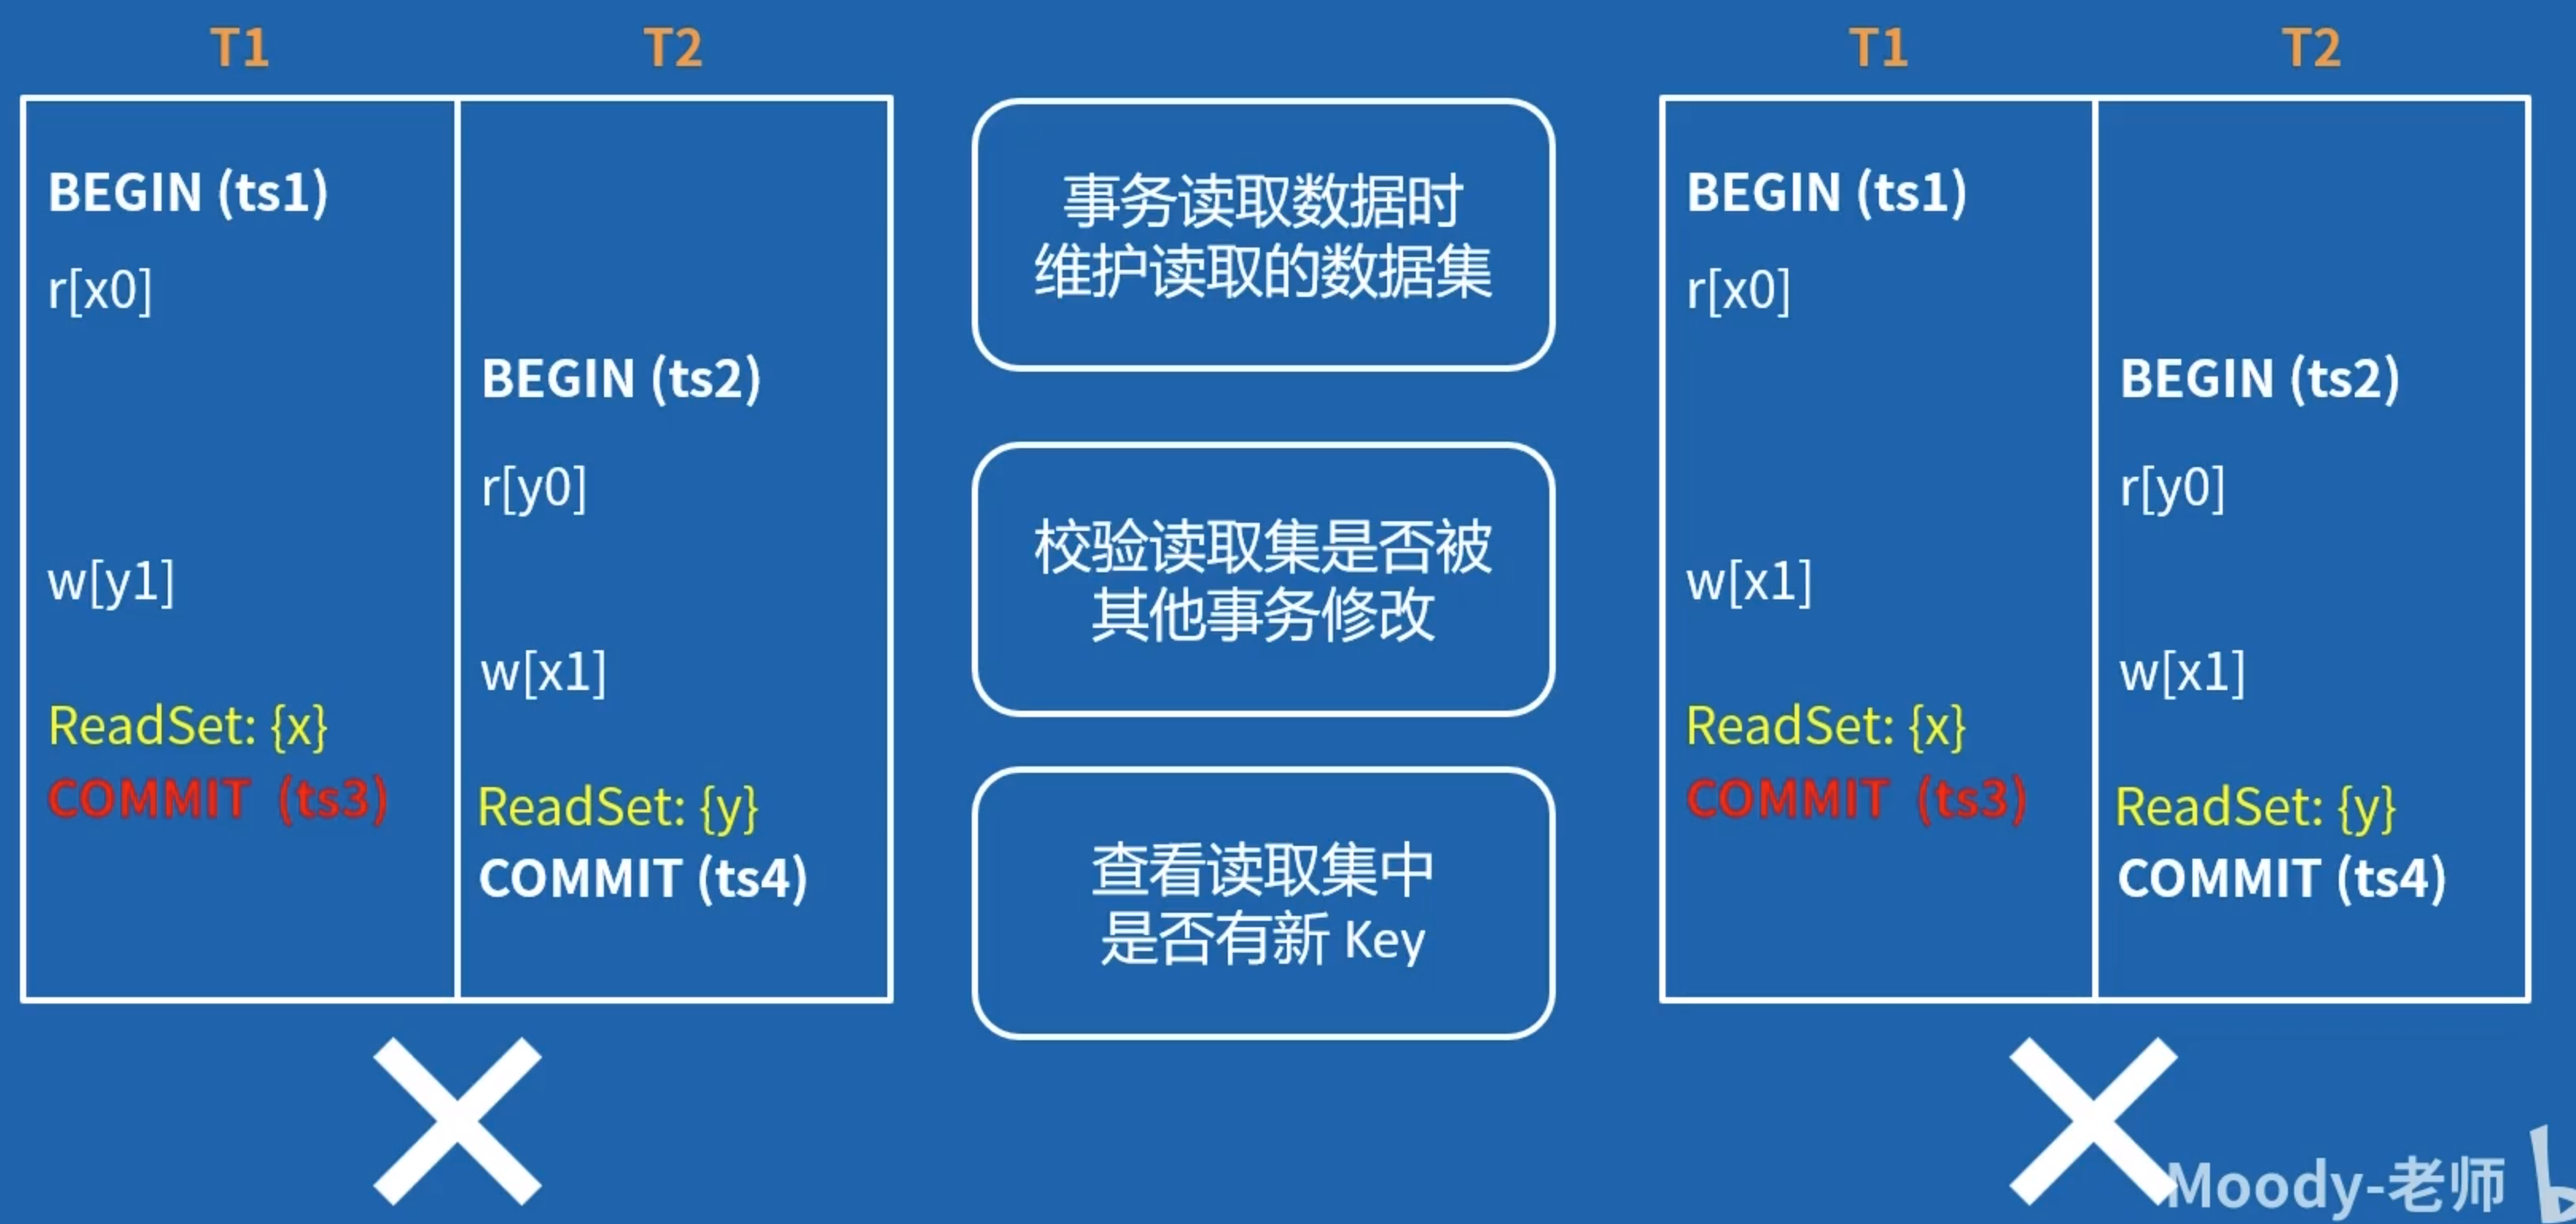 T1
T2
BEGIN (ts1)
r[x0]
BEGIN (ts2)
r[y0]
w[y1]
w[x1]
ReadSet: {x}
COMMIT (ts3)
ReadSet: {y}
COMMIT (ts4)
事务读取数据时
维护读取的数据集
校验读取集是否被
其他事务修改
查看读取集中
是否有新 Key
T1
T2
BEGIN (ts1)
r[x0]
BEGIN (ts2)
r[y0]
w[x1]
w[x1]
ReadSet: {x}
COMMIT (ts3)
ReadSet: {y}
COMMIT (ts4)
Moody-老师